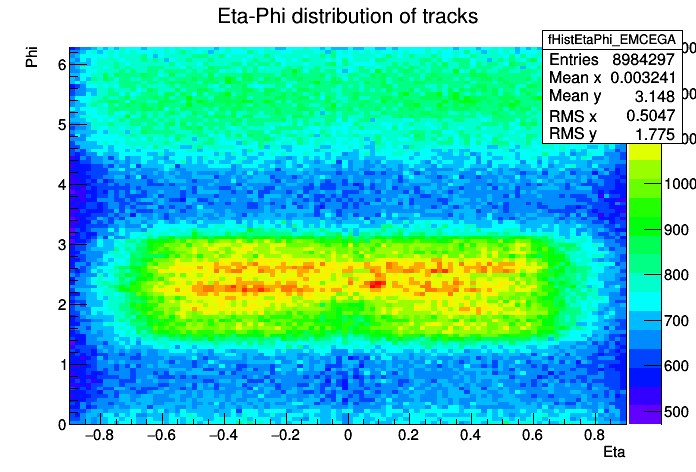 Eta-Phi distribution of tracks
fHistEtaPhi_EMCEGA
Entries 8984297
Mean x 0.003241
Mean y 3.148
RMS x 0.5047
RMS y 1.775
Phi
6
5
4
3
2
1
0
−0.8 −0.6 −0.4 −0.2 0 0.2 0.4 0.6 0.8
Eta
1000
900
800
700
600
500